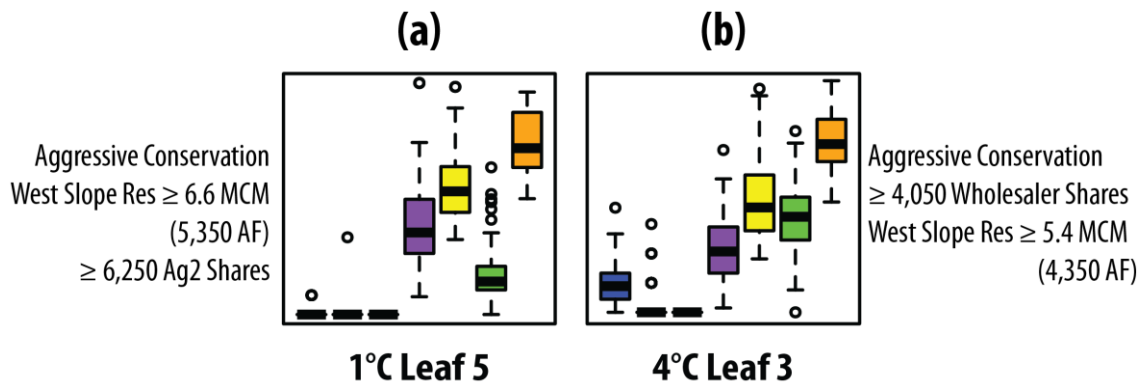 (a)
(b)
Aggressive Conservation
West Slope Res ≥ 6.6 MCM
(5,350 AF)
≥ 6,250 Ag2 Shares
Aggressive Conservation
≥ 4,050 Wholesaler Shares
West Slope Res ≥ 5.4 MCM
(4,350 AF)
1°C Leaf 5
4°C Leaf 3